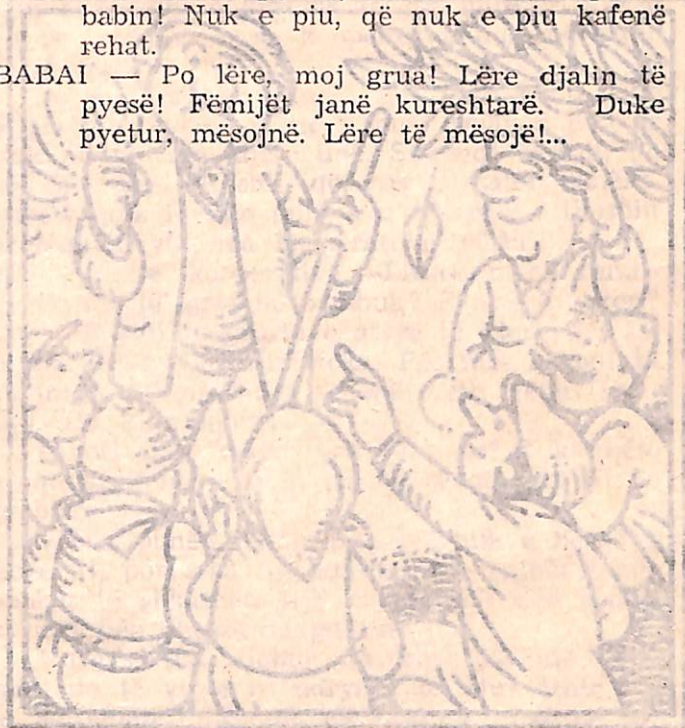 babin! Nuk e piu, që nuk e piu kafenë
rehat.
BABAI — Po lëre, moj grua! Lëre djalin të
pyesë! Fëmijët janë kureshtarë. Duke
pyetur, mësojnë. Lëre të mësojë!...